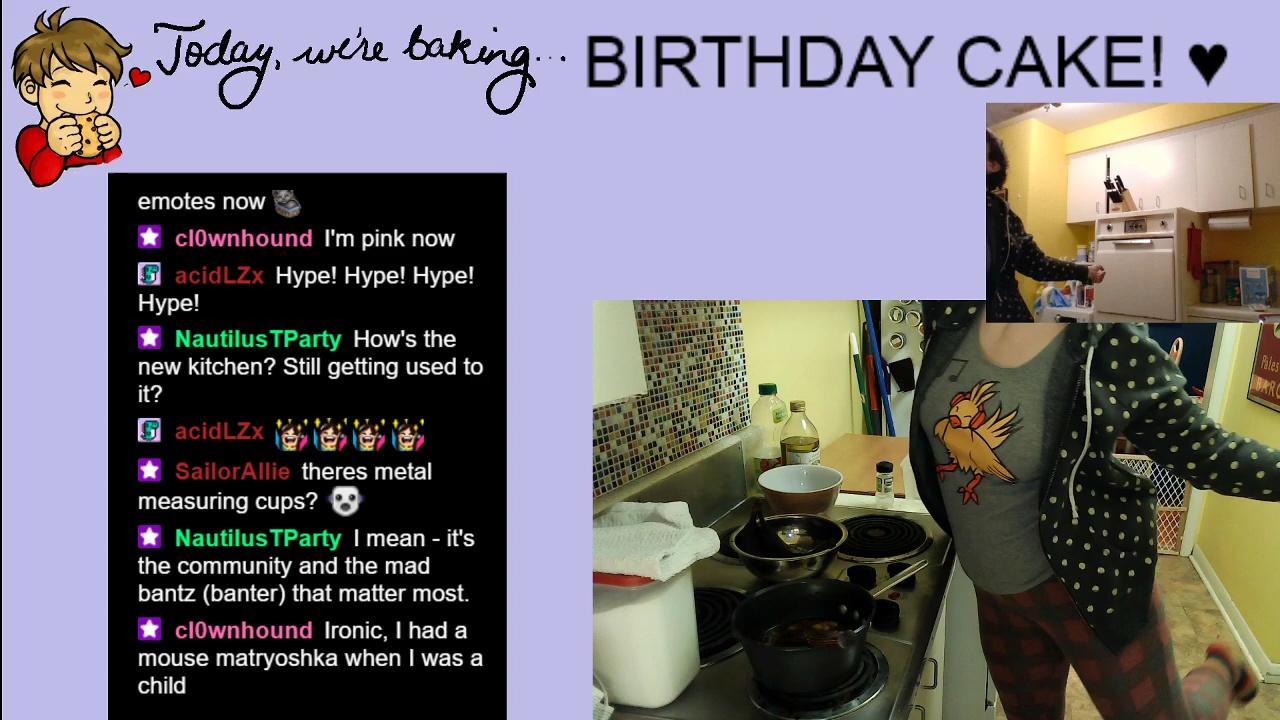 Today, we're baking... BIRTHDAY CAKE! ♥
emotes now
cl0wnhound I'm pink now
acidLZx Hype! Hype! Hype!
Hype!
NautilusTParty How's the
new kitchen? Still getting used to
it?
acidLZx
SailorAllie theres metal
measuring cups?
NautilusTParty I mean - it's
the community and the mad
bantz (banter) that matter most.
cl0wnhound Ironic, I had a
mouse matryoshka when I was a
child